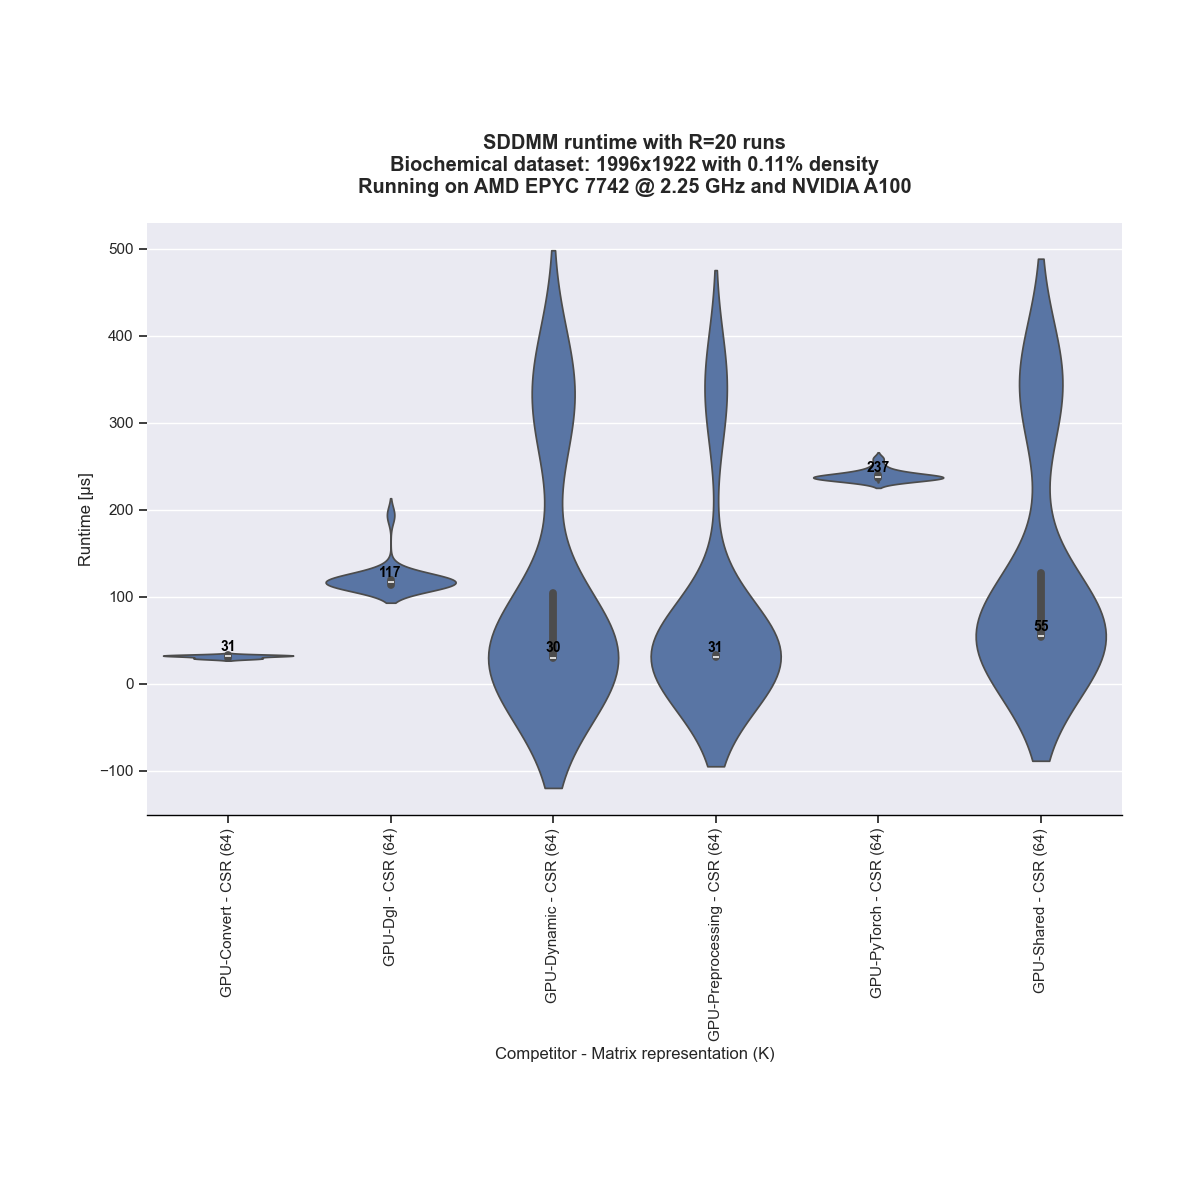 SDDMM runtime with R=20 runs
Biochemical dataset: 1996x1922 with 0.11% density
Running on AMD EPYC 7742 @ 2.25 GHz and NVIDIA A100
Runtime [µs]
500
400
300
200
100
0
−100
31
117
30
31
237
55
GPU-Convert - CSR (64)
GPU-Dgl - CSR (64)
GPU-Dynamic - CSR (64)
GPU-Preprocessing - CSR (64)
GPU-PyTorch - CSR (64)
GPU-Shared - CSR (64)
Competitor - Matrix representation (K)